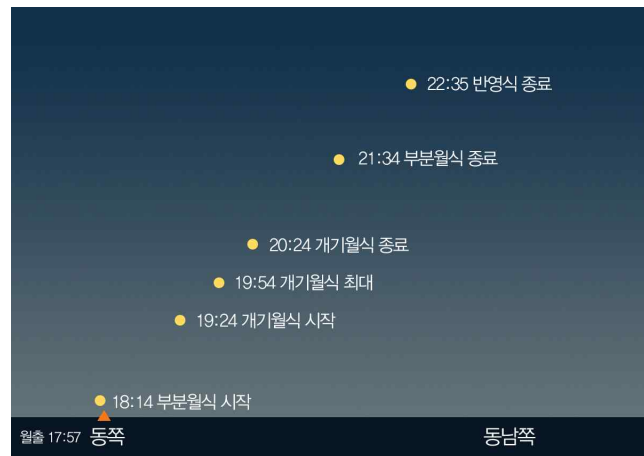 22:35 반영식 종료
21:34 부분월식 종료
20:24 개기월식 종료
19:54 개기월식 최대
19:24 개기월식 시작
18:14 부분월식 시작
월출 17:57 동쪽 동남쪽